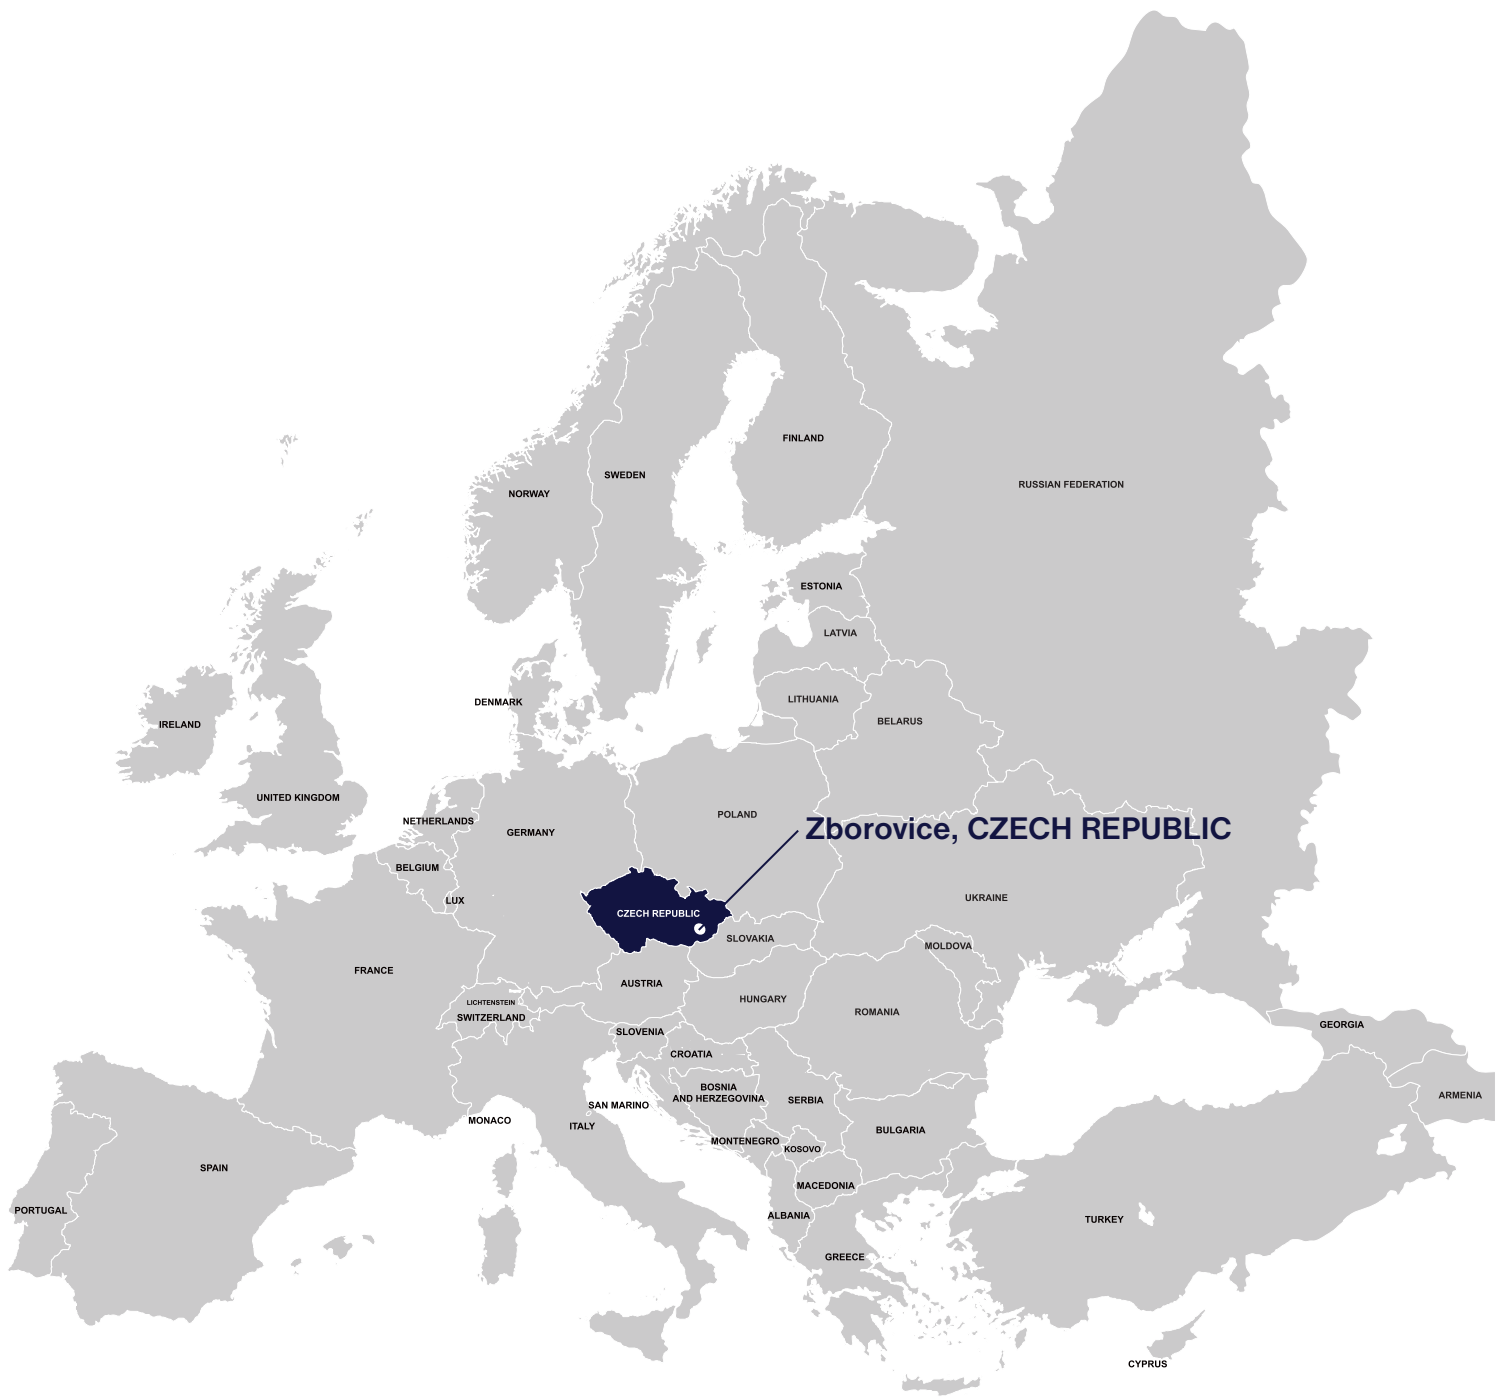 FINLAND
SWEDEN
RUSSIAN FEDERATION
NORWAY
ESTONIA
LATVIA
LITHUANIA
DENMARK
BELARUS
IRELAND
UNITED KINGDOM
POLAND
NETHERLANDS
GERMANY
Zborovice, CZECH REPUBLIC
BELGIUM
LUX
UKRAINE
CZECH REPUBLIC
SLOVAKIA
MOLDOVA
FRANCE
AUSTRIA
HUNGARY
LICHTENSTEIN
SWITZERLAND
ROMANIA
GEORGIA
SLOVENIA
CROATIA
BOSNIA
AND HERZEGOVINA
ARMENIA
SERBIA
SAN MARINO
MONACO
ITALY
BULGARIA
MONTENEGRO
KOSOVO
SPAIN
MACEDONIA
PORTUGAL
ALBANIA
TURKEY
GREECE
CYPRUS